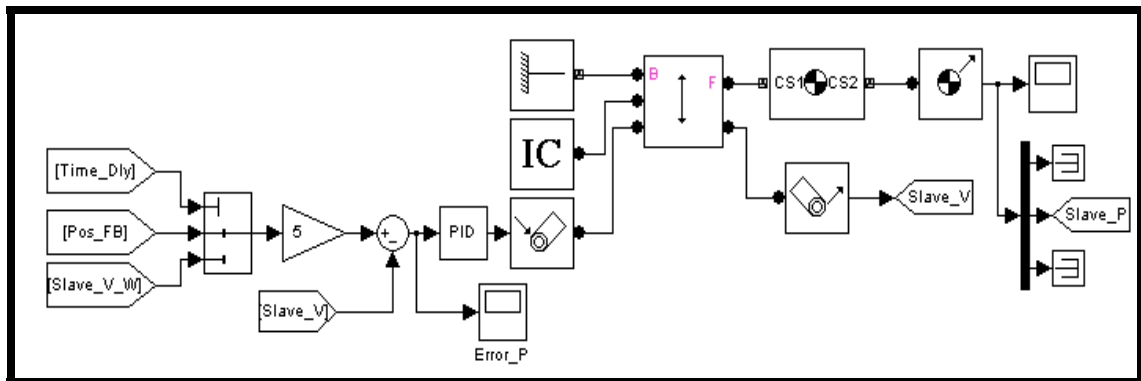 B
F
CS1
CS2
IC
[Time_Dly]
[Pos_FB]
[Slave_V_W]
5
+
-
PID
Slave_V
Slave_P
[Slave_V]
Error_P